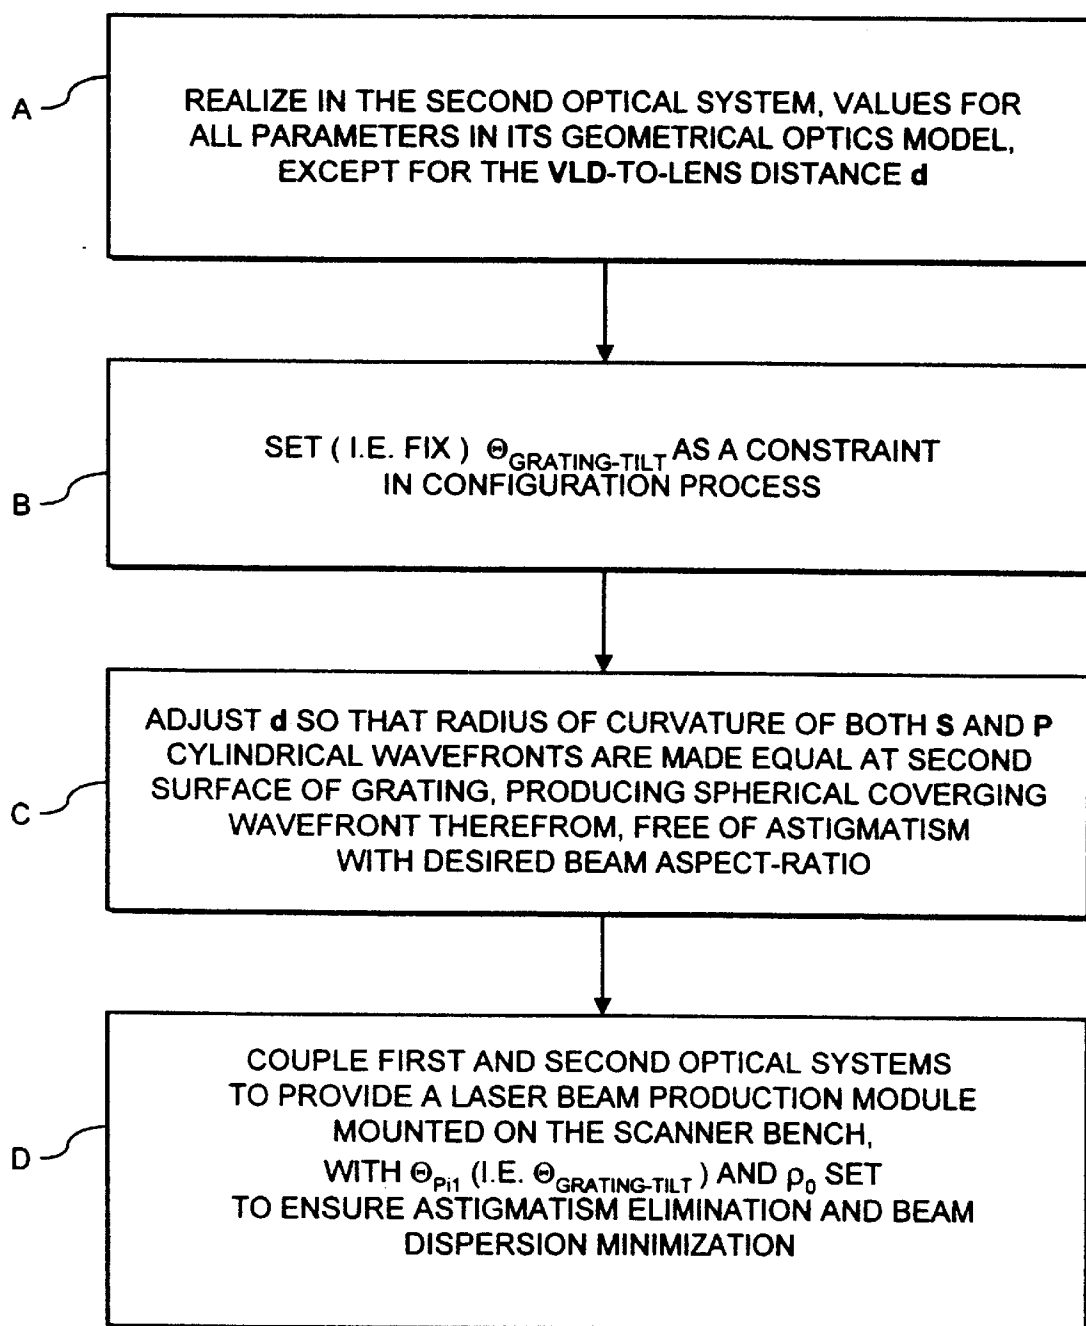 A
REALIZE IN THE SECOND OPTICAL SYSTEM, VALUES FOR
ALL PARAMETERS IN ITS GEOMETRICAL OPTICS MODEL,
EXCEPT FOR THE VLD-TO-LENS DISTANCE d
B
SET ( I.E. FIX ) Θ_GRATING-TILT AS A CONSTRAINT
IN CONFIGURATION PROCESS
C
ADJUST d SO THAT RADIUS OF CURVATURE OF BOTH S AND P
CYLINDRICAL WAVEFRONTS ARE MADE EQUAL AT SECOND
SURFACE OF GRATING, PRODUCING SPHERICAL COVERGING
WAVEFRONT THEREFROM, FREE OF ASTIGMATISM
WITH DESIRED BEAM ASPECT-RATIO
D
COUPLE FIRST AND SECOND OPTICAL SYSTEMS
TO PROVIDE A LASER BEAM PRODUCTION MODULE
MOUNTED ON THE SCANNER BENCH,
WITH Θ_Pi1 (I.E. Θ_GRATING-TILT ) AND ρ_0 SET
TO ENSURE ASTIGMATISM ELIMINATION AND BEAM
DISPERSION MINIMIZATION